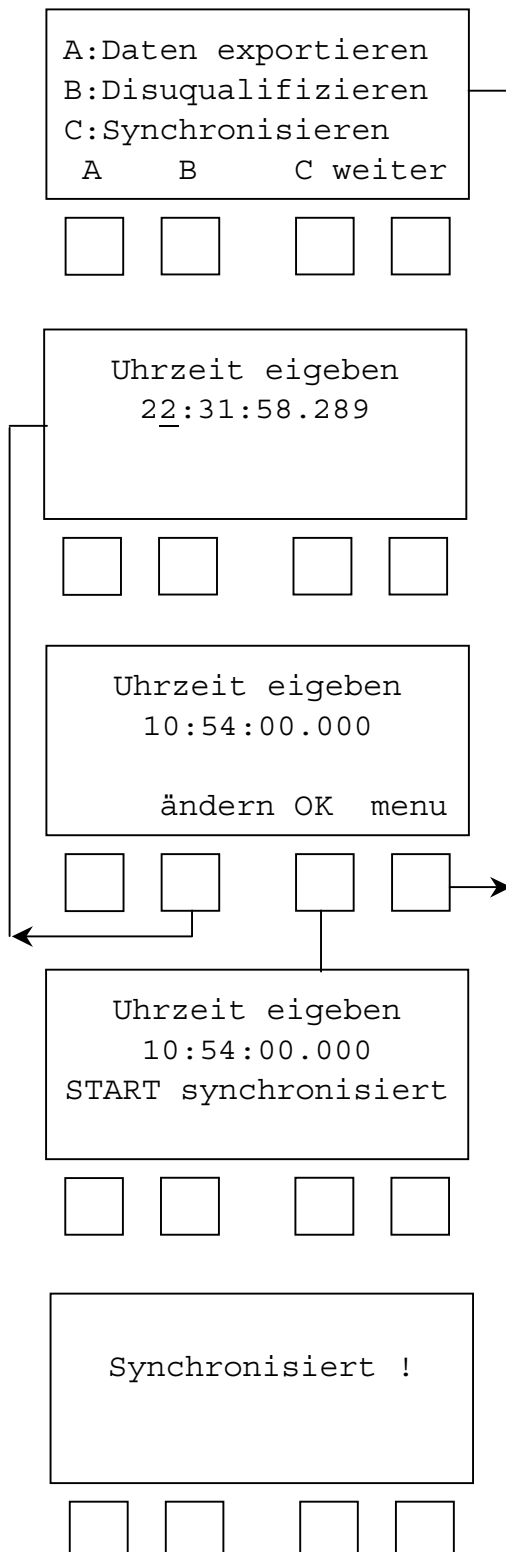 A:Daten exportieren
B:Disuqualifizieren
C:Synchronisieren
A B C weiter
Uhrzeit eigeben
22:31:58.289
Uhrzeit eigeben
10:54:00.000
ändern OK menu
Uhrzeit eigeben
10:54:00.000
START synchronisiert
Synchronisiert !